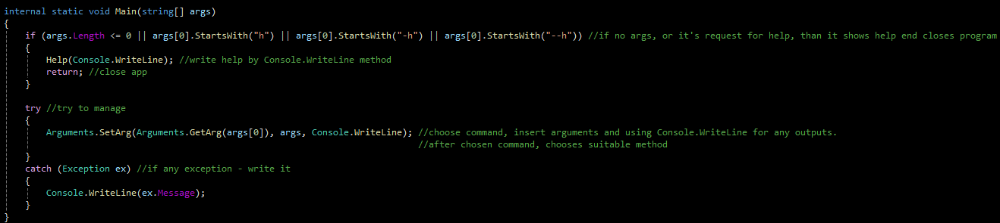 internal static void Main(string[] args)
{
if (args.Length <= 0 || args[0].StartsWith("h") || args[0].StartsWith("-h") || args[0].StartsWith("--h")) //if no args, or it's request for help, than it shows help end closes program
{
Help(Console.WriteLine); //write help by Console.WriteLine method
return; //close app
}
try //try to manage
{
Arguments.SetArg(Arguments.GetArg(args[0]), args, Console.WriteLine); //choose command, insert arguments and using Console.WriteLine for any outputs.
//after chosen command, chooses suitable method
}
catch (Exception ex) //if any exception - write it
{
Console.WriteLine(ex.Message);
}
}